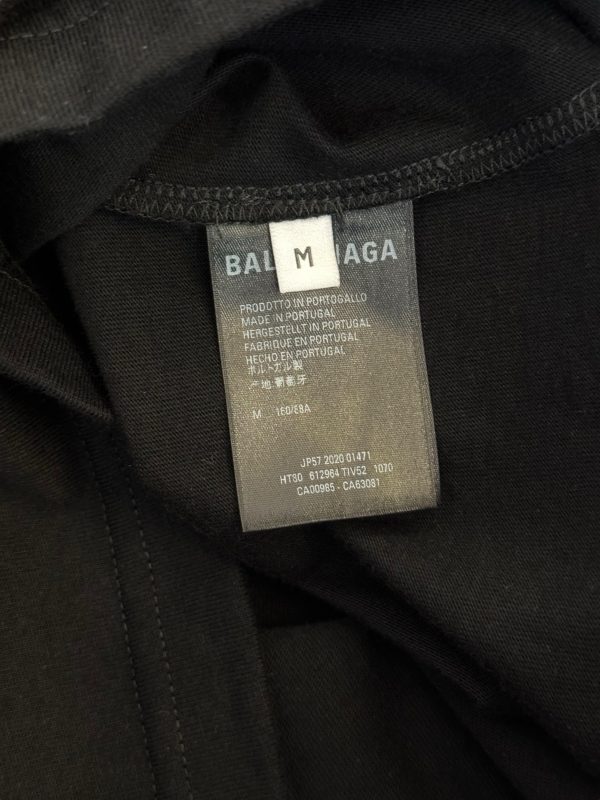 BAL
M
IAGA
PRODOTTO IN PORTOGALLO
MADE IN PORTUGAL
HERGESTELLT IN PORTUGAL
FABRIQUE EN PORTUGAL
HECHO EN PORTUGAL
ポルトガル製
产地:葡萄牙
M 160/88A
JP57 2020 01471
HT80 612964 TIV52 1070
CA00985 - CA63081